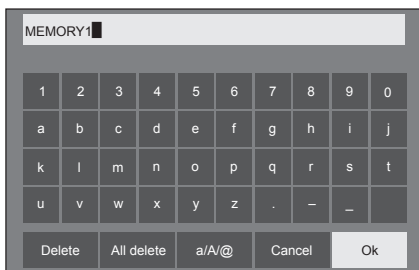 MEMORY1
1 2 3 4 5 6 7 8 9 0
a b c d e f g h i j
k l m n o p q r s t
u v w x y z . – _
Delete All delete a/A/@ Cancel Ok